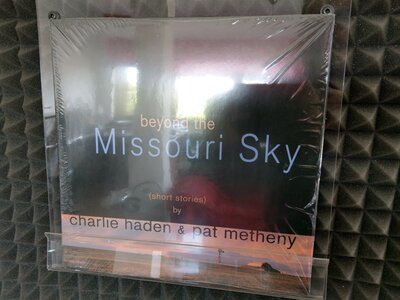 beyond the
Missouri Sky
(short stories)
by
charlie haden & pat metheny